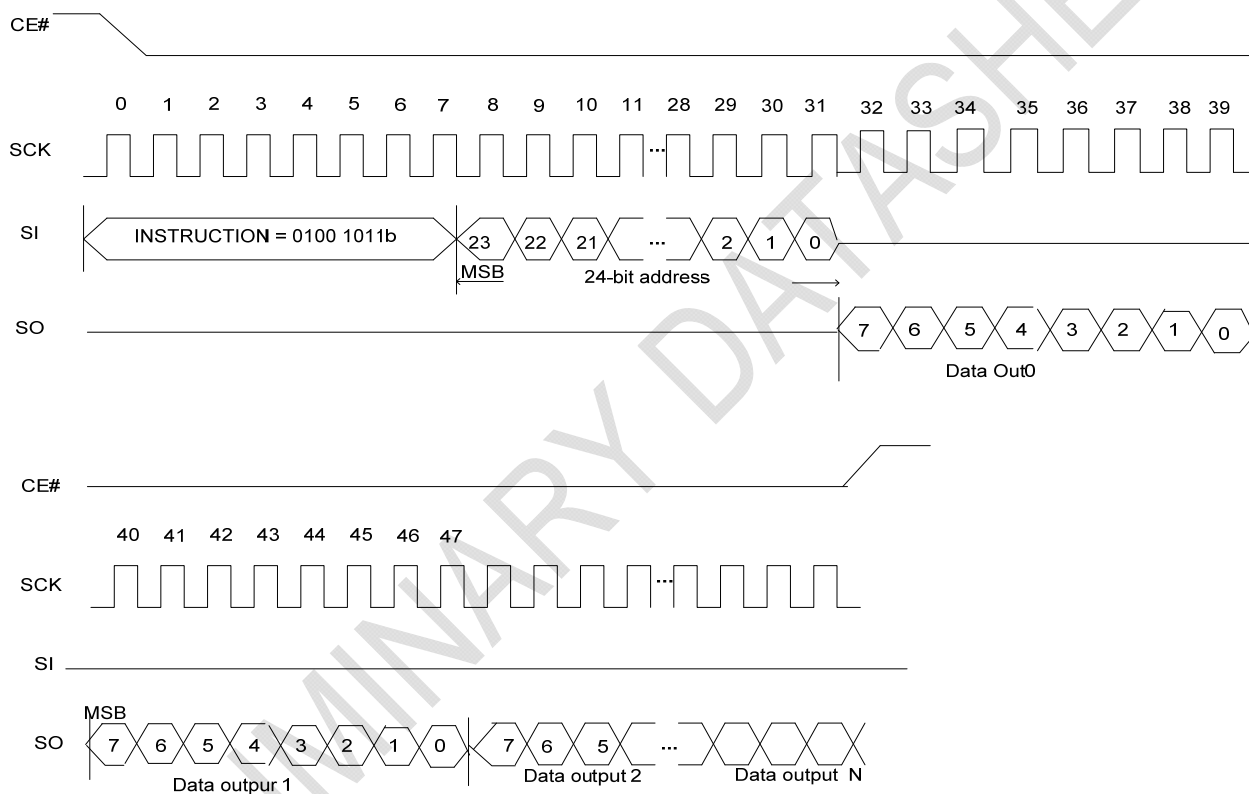 CE#
0 1 2 3 4 5 6 7 8 9 10 11 ... 28 29 30 31 32 33 34 35 36 37 38 39
SCK
SI INSTRUCTION = 0100 1011b 23 22 21 ... 2 1 0
MSB 24-bit address
SO 7 6 5 4 3 2 1 0
Data Out0
CE#
40 41 42 43 44 45 46 47
SCK ...
SI
MSB
SO 7 6 5 4 3 2 1 0 7 6 5 ...
Data outpur 1 Data output 2 Data output N
IMINARY DATASHE